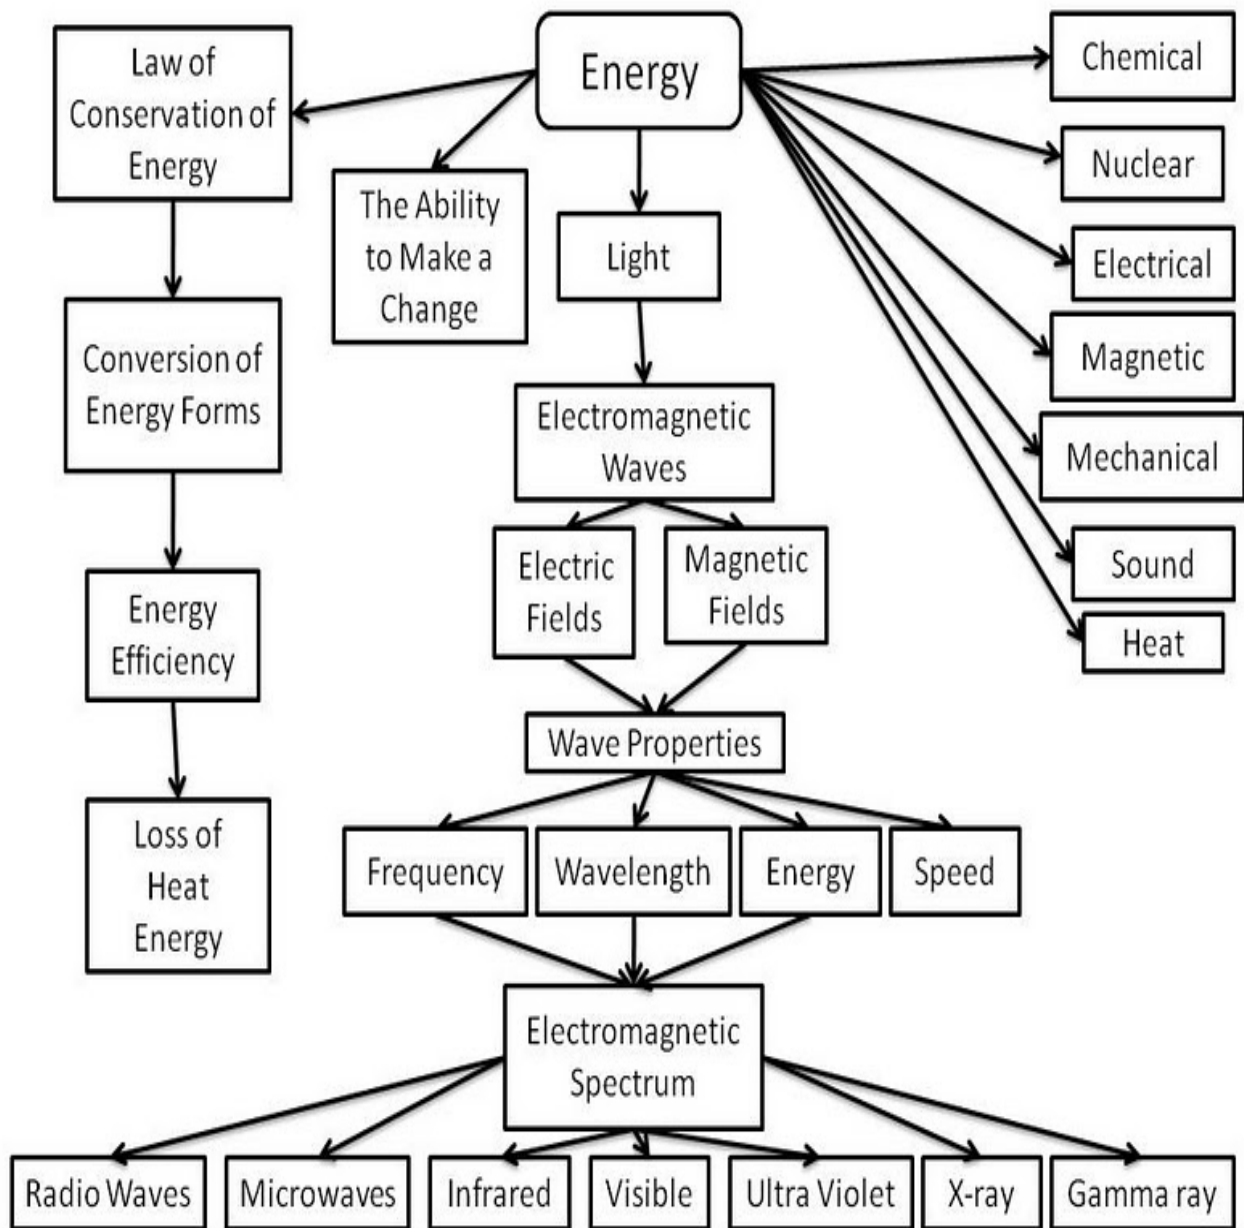 Energy
Law of
Conservation of
Energy
The Ability
to Make a
Change
Light
Chemical
Nuclear
Electrical
Magnetic
Mechanical
Sound
Heat
Conversion of
Energy Forms
Energy
Efficiency
Loss of
Heat
Energy
Electromagnetic
Waves
Electric
Fields
Magnetic
Fields
Wave Properties
Frequency
Wavelength
Energy
Speed
Electromagnetic
Spectrum
Radio Waves
Microwaves
Infrared
Visible
Ultra Violet
X-ray
Gamma ray